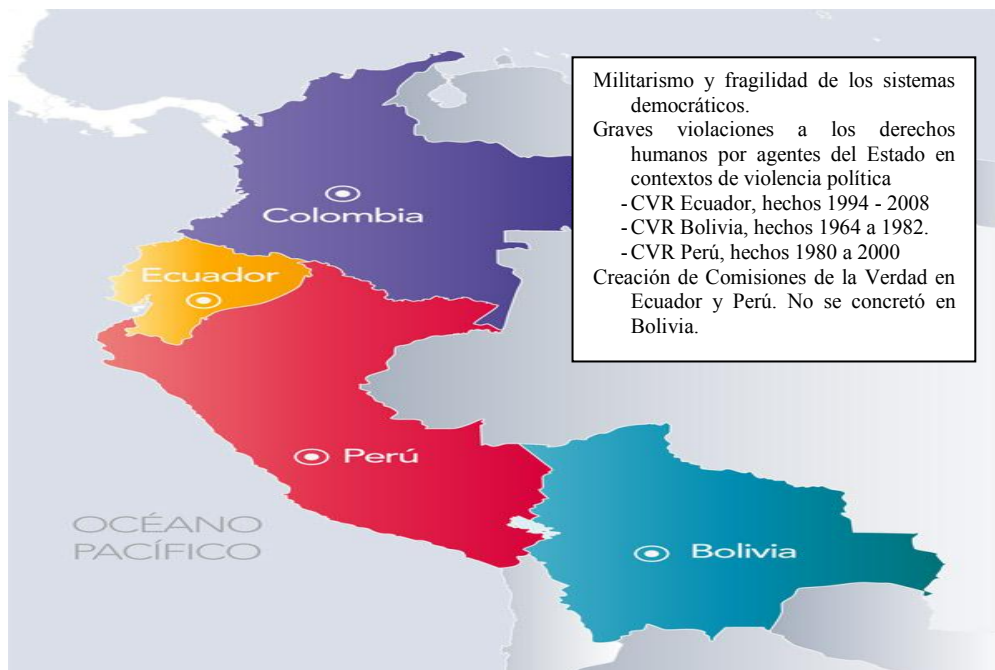 Militarismo y fragilidad de los sistemas
democráticos.
Graves violaciones a los derechos
humanos por agentes del Estado en
contextos de violencia política
-CVR Ecuador, hechos 1994 - 2008
-CVR Bolivia, hechos 1964 a 1982.
-CVR Perú, hechos 1980 a 2000
Creación de Comisiones de la Verdad en
Ecuador y Perú. No se concretó en
Bolivia.
Colombia
Ecuador
Perú
OCÉANO
PACÍFICO
Bolivia